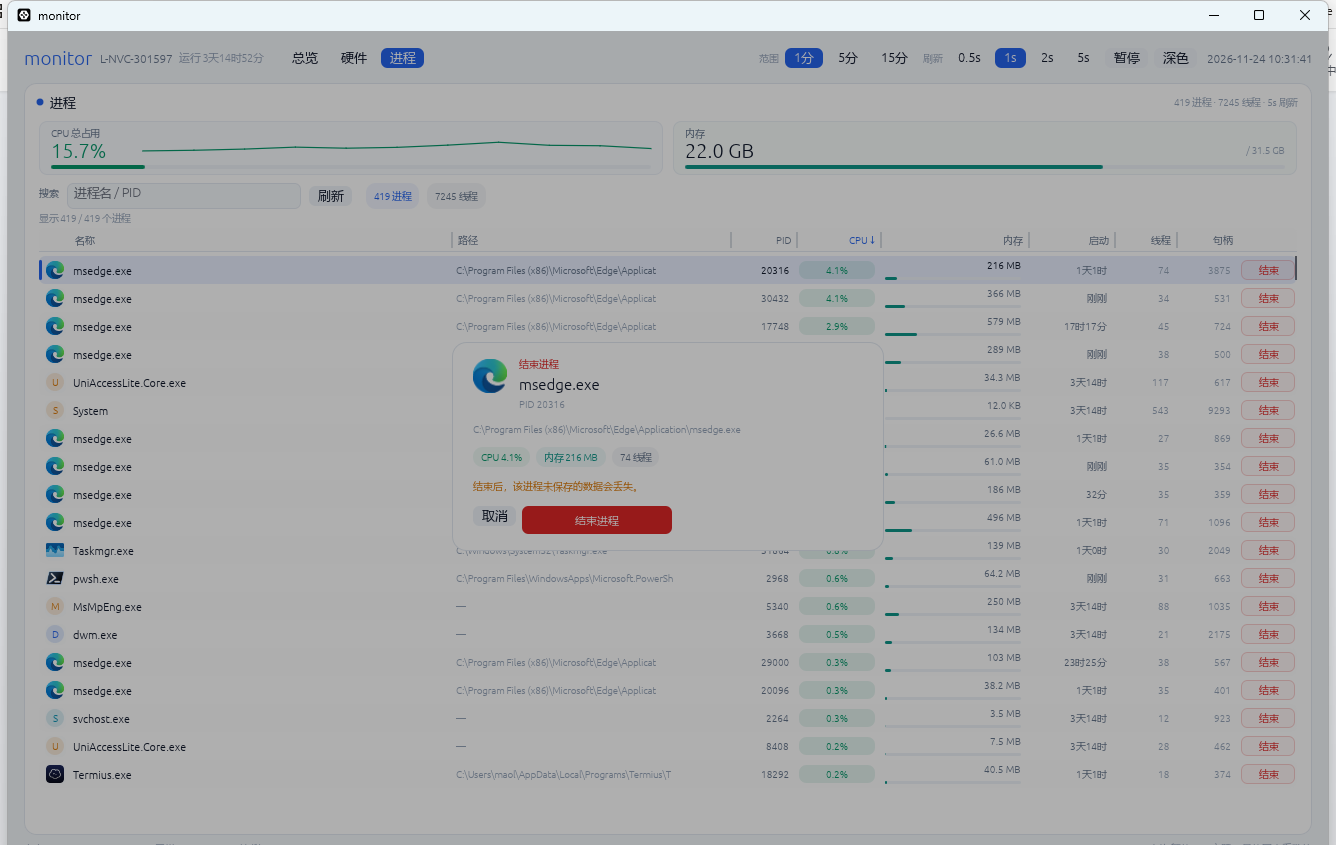 monitor
monitor L-NVC-301597 运行 3天14时52分 总览 硬件 进程 范围 1分 5分 15分 刷新 0.5s 1s 2s 5s 暂停 深色 2026-11-24 10:31:41
进程 419 进程 · 7245 线程 · 5s 刷新
CPU 总占用 内存
15.7% 22.0 GB / 31.5 GB
搜索 进程名 / PID 刷新 419 进程 7245 线程
显示 419 / 419 个进程
名称 路径 PID CPU ↓ 内存 启动 线程 句柄
msedge.exe C:\Program Files (x86)\Microsoft\Edge\Applicat 20316 4.1% 216 MB 1天1时 74 3875 结束
msedge.exe C:\Program Files (x86)\Microsoft\Edge\Applicat 30432 4.1% 366 MB 刚刚 34 531 结束
msedge.exe C:\Program Files (x86)\Microsoft\Edge\Applicat 17748 2.9% 579 MB 17时17分 45 724 结束
msedge.exe 289 MB 刚刚 38 500 结束
U UniAccessLite.Core.exe 34.3 MB 3天14时 117 617 结束
S System 12.0 KB 3天14时 543 9293 结束
msedge.exe 26.6 MB 1天1时 27 869 结束
msedge.exe 61.0 MB 刚刚 35 354 结束
msedge.exe 186 MB 32分 35 359 结束
msedge.exe 496 MB 1天1时 71 1096 结束
结束进程
msedge.exe
PID 20316
C:\Program Files (x86)\Microsoft\Edge\Application\msedge.exe
CPU 4.1% 内存 216 MB 74 线程
结束后，该进程未保存的数据会丢失。
取消 结束进程
Taskmgr.exe C:\Windows\System32\Taskmgr.exe 139 MB 1天0时 30 2049 结束
pwsh.exe C:\Program Files\WindowsApps\Microsoft.PowerSh 2968 0.6% 64.2 MB 刚刚 31 663 结束
M MsMpEng.exe — 5340 0.6% 250 MB 3天14时 88 1035 结束
D dwm.exe — 3668 0.5% 134 MB 3天14时 21 2175 结束
msedge.exe C:\Program Files (x86)\Microsoft\Edge\Applicat 29000 0.3% 103 MB 23时25分 38 567 结束
msedge.exe C:\Program Files (x86)\Microsoft\Edge\Applicat 20096 0.3% 38.2 MB 1天1时 35 401 结束
S svchost.exe — 2264 0.3% 3.5 MB 3天14时 12 923 结束
U UniAccessLite.Core.exe — 8408 0.2% 7.5 MB 3天14时 28 462 结束
Termius.exe C:\Users\maol\AppData\Local\Programs\Termius\T 18292 0.2% 40.5 MB 1天1时 18 374 结束